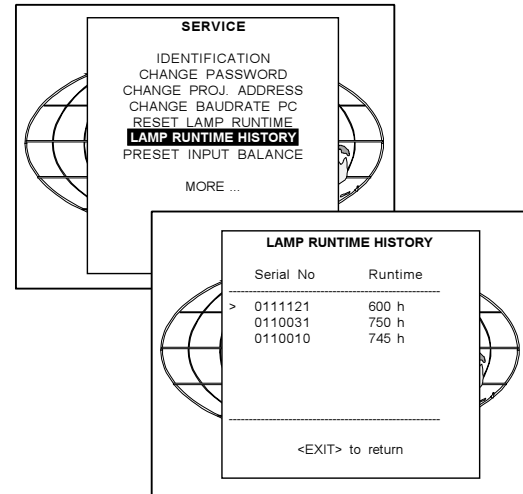 SERVICE
IDENTIFICATION
CHANGE PASSWORD
CHANGE PROJ. ADDRESS
CHANGE BAUDRATE PC
RESET LAMP RUNTIME
LAMP RUNTIME HISTORY
PRESET INPUT BALANCE
MORE ...
LAMP RUNTIME HISTORY
Serial No Runtime
> 0111121 600 h
0110031 750 h
0110010 745 h
<EXIT> to return